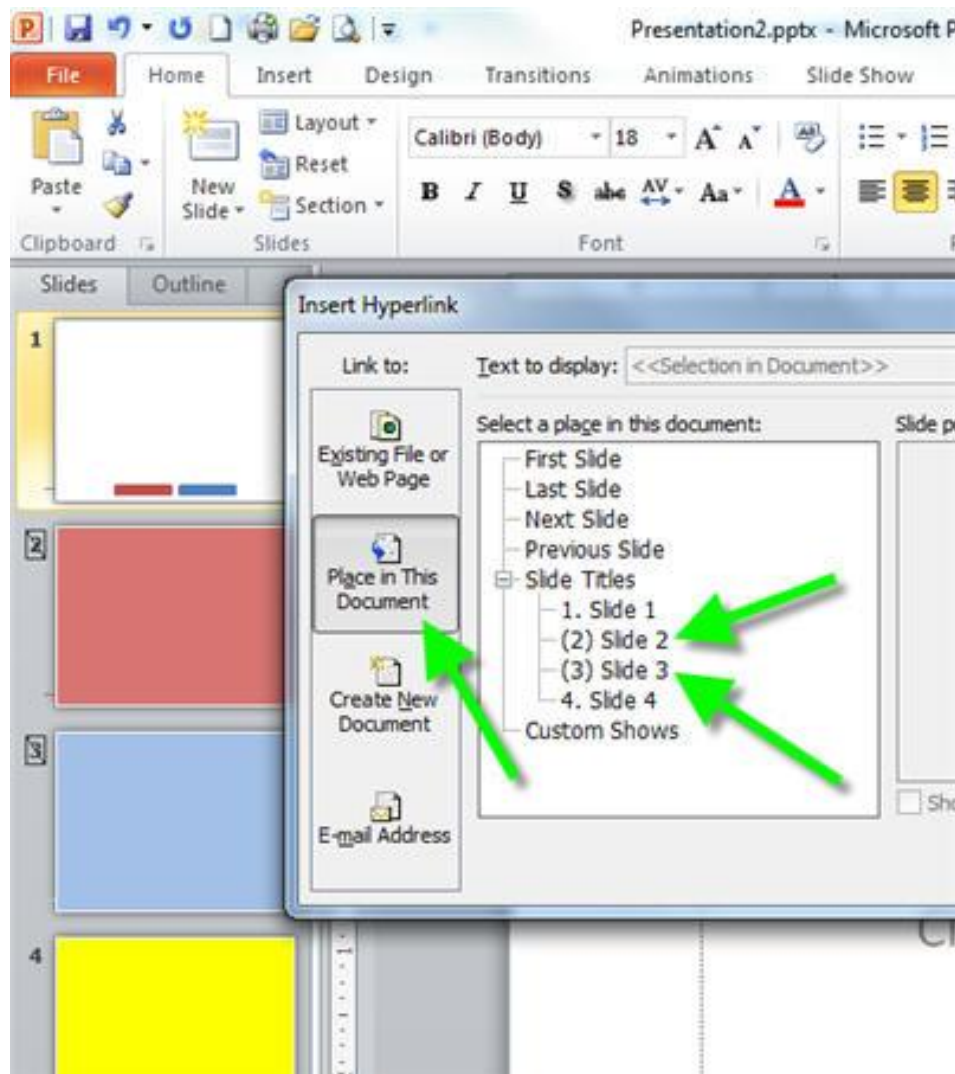 Presentation2.pptx - Microsoft P
File Home Insert Design Transitions Animations Slide Show
Paste
New
Slide
Layout
Reset
Section
Calibri (Body) 18 A A
B I U S abc AV Aa A
Clipboard Slides Font
Slides Outline
1
2
3
4
Insert Hyperlink
Link to:
Text to display: <<Selection in Document>>
Existing File or
Web Page
Place in This
Document
Create New
Document
E-mail Address
Select a place in this document:
First Slide
Last Slide
Next Slide
Previous Slide
Slide Titles
1. Slide 1
(2) Slide 2
(3) Slide 3
4. Slide 4
Custom Shows
Slide p
Sho